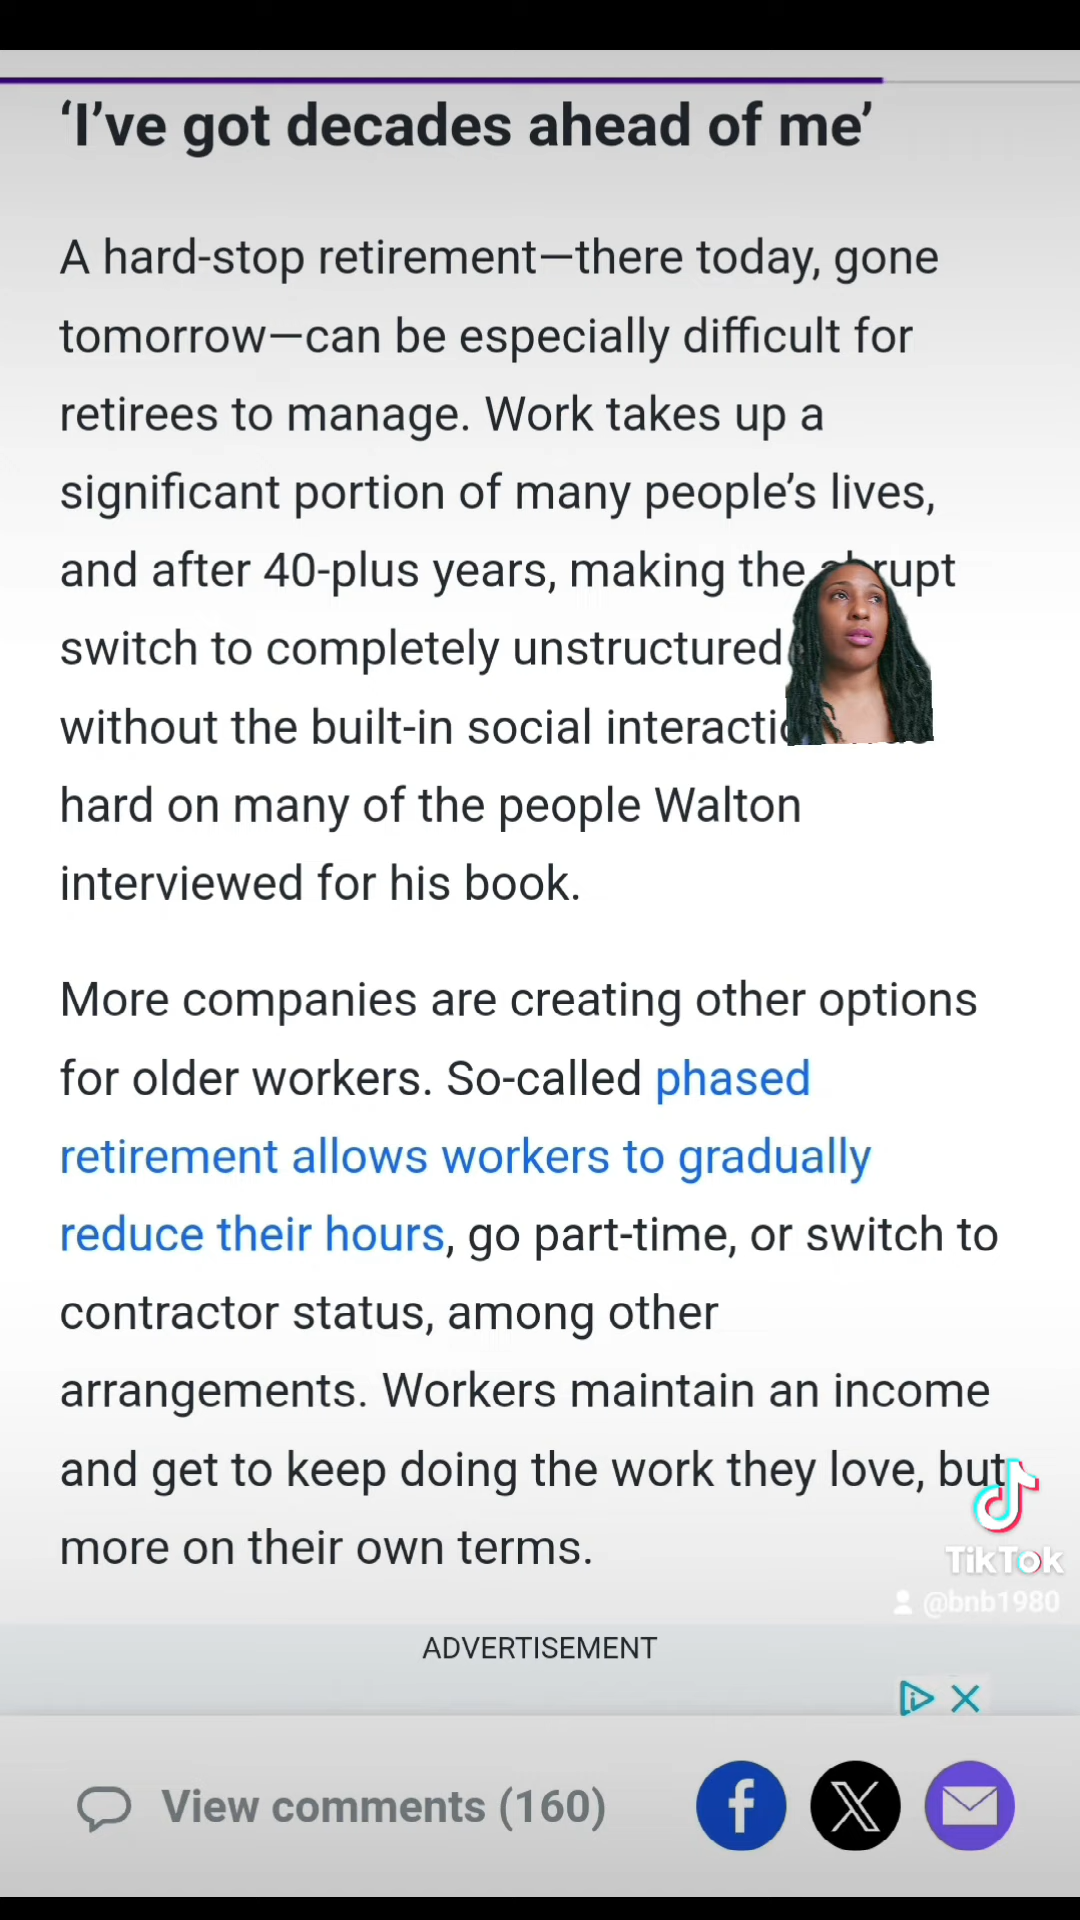 ‘I’ve got decades ahead of me’
A hard-stop retirement—there today, gone
tomorrow—can be especially difficult for
retirees to manage. Work takes up a
significant portion of many people’s lives,
and after 40-plus years, making the abrupt
switch to completely unstructured
without the built-in social
hard on many of the people Walton
interviewed for his book.
More companies are creating other options
for older workers. So-called phased
retirement allows workers to gradually
reduce their hours, go part-time, or switch to
contractor status, among other
arrangements. Workers maintain an income
and get to keep doing the work they love, but
more on their own terms.
TikTok
@bnb1980
ADVERTISEMENT
View comments (160)